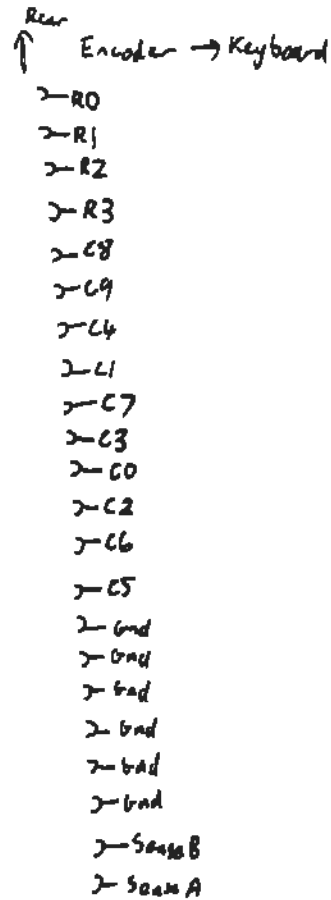 Rear
Encoder → Keyboard
R0
R1
R2
R3
C8
C9
C4
C1
C7
C3
C0
C2
C6
C5
Gnd
Gnd
Gnd
Gnd
Gnd
Gnd
Sense B
Sense A